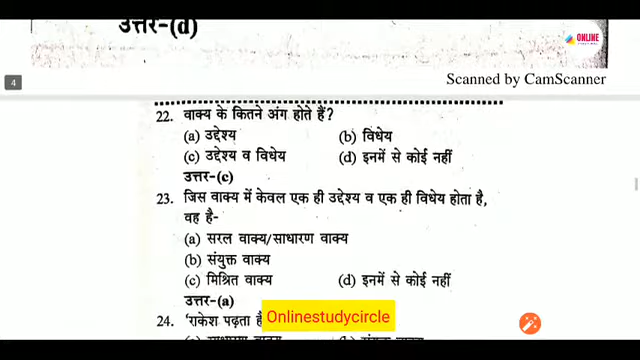 उत्तर-(d)
ONLINE
4
Scanned by CamScanner
22. वाक्य के कितने अंग होते हैं?
(a) उद्देश्य (b) विधेय
(c) उद्देश्य व विधेय (d) इनमें से कोई नहीं
उत्तर-(c)
23. जिस वाक्य में केवल एक ही उद्देश्य व एक ही विधेय होता है,
वह है-
(a) सरल वाक्य/साधारण वाक्य
(b) संयुक्त वाक्य
(c) मिश्रित वाक्य (d) इनमें से कोई नहीं
उत्तर-(a)
Onlinestudycircle
24. 'राकेश पढ़ता है
(a) साधारण वाक्य (b) संयुक्त वाक्य